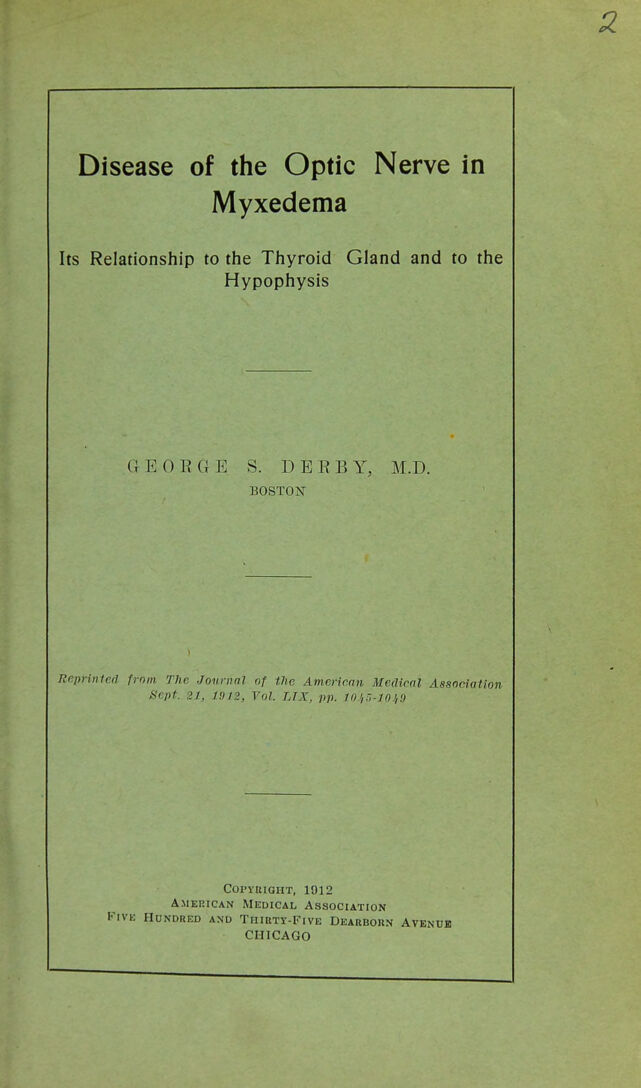 2
Disease of the Optic Nerve in
Myxedema
Its Relationship to the Thyroid Gland and to the
Hypophysis
GEORGE S. DERBY, M.D.
BOSTON
Reprinted from The Journal of the American Medical Association
Sept. 21, 1912, Vol. LIX, pp. 1045-1049
Copyright, 1912
American Medical Association
Five Hundred and Thirty-Five Dearborn Avenue
CHICAGO